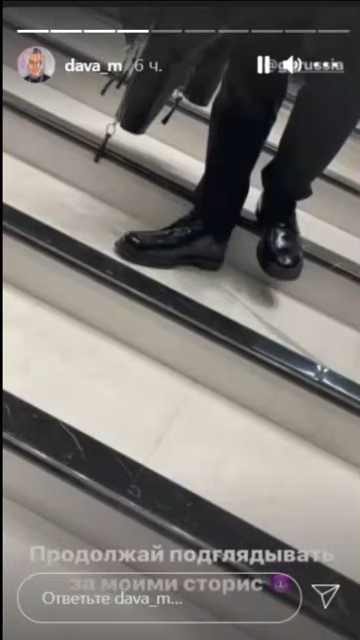 dava_m 6 ч.
Продолжай подглядывать
за моими сторис
Ответьте dava_m...